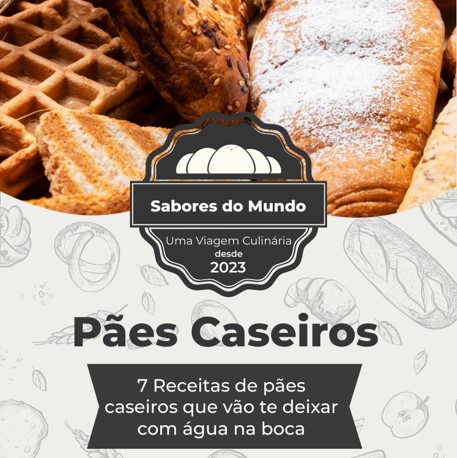 Sabores do Mundo
Uma Viagem Culinária
desde
2023
Pães Caseiros
7 Receitas de pães
caseiros que vão te deixar
com água na boca